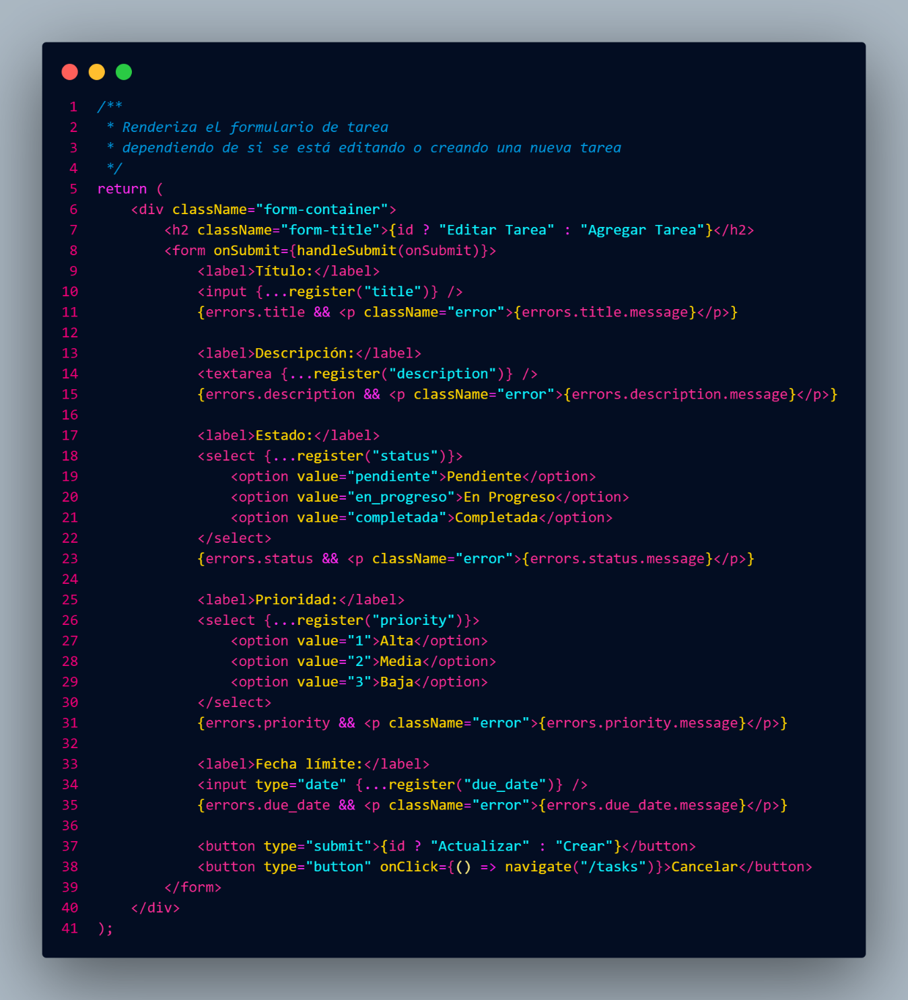 1 /**
2  * Renderiza el formulario de tarea
3  * dependiendo de si se está editando o creando una nueva tarea
4  */
5 return (
6     <div className="form-container">
7         <h2 className="form-title">{id ? "Editar Tarea" : "Agregar Tarea"}</h2>
8         <form onSubmit={handleSubmit(onSubmit)}>
9             <label>Título:</label>
10             <input {...register("title")} />
11             {errors.title && <p className="error">{errors.title.message}</p>}
12
13             <label>Descripción:</label>
14             <textarea {...register("description")} />
15             {errors.description && <p className="error">{errors.description.message}</p>}
16
17             <label>Estado:</label>
18             <select {...register("status")}>
19                 <option value="pendiente">Pendiente</option>
20                 <option value="en_progreso">En Progreso</option>
21                 <option value="completada">Completada</option>
22             </select>
23             {errors.status && <p className="error">{errors.status.message}</p>}
24
25             <label>Prioridad:</label>
26             <select {...register("priority")}>
27                 <option value="1">Alta</option>
28                 <option value="2">Media</option>
29                 <option value="3">Baja</option>
30             </select>
31             {errors.priority && <p className="error">{errors.priority.message}</p>}
32
33             <label>Fecha límite:</label>
34             <input type="date" {...register("due_date")} />
35             {errors.due_date && <p className="error">{errors.due_date.message}</p>}
36
37             <button type="submit">{id ? "Actualizar" : "Crear"}</button>
38             <button type="button" onClick={() => navigate("/tasks")}>Cancelar</button>
39         </form>
40     </div>
41 );